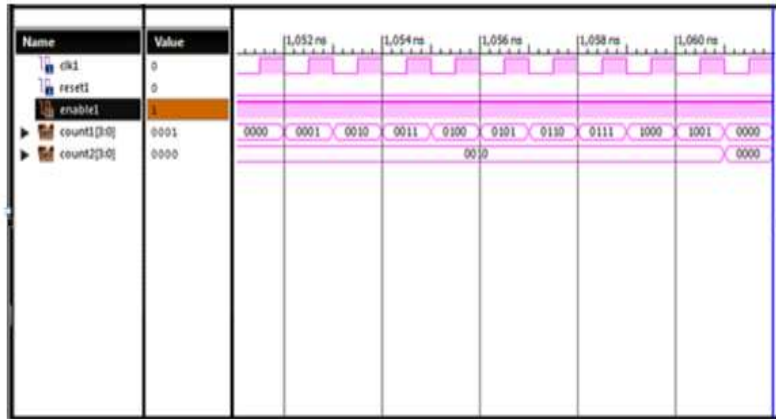 Name Value 1,052 ns 1,054 ns 1,056 ns 1,058 ns 1,060 ns
clk1 0
reset1 0
enable1 1
count1[3:0] 0001 0000 0001 0010 0011 0100 0101 0110 0111 1000 1001 0000
count2[3:0] 0000 0010 0000